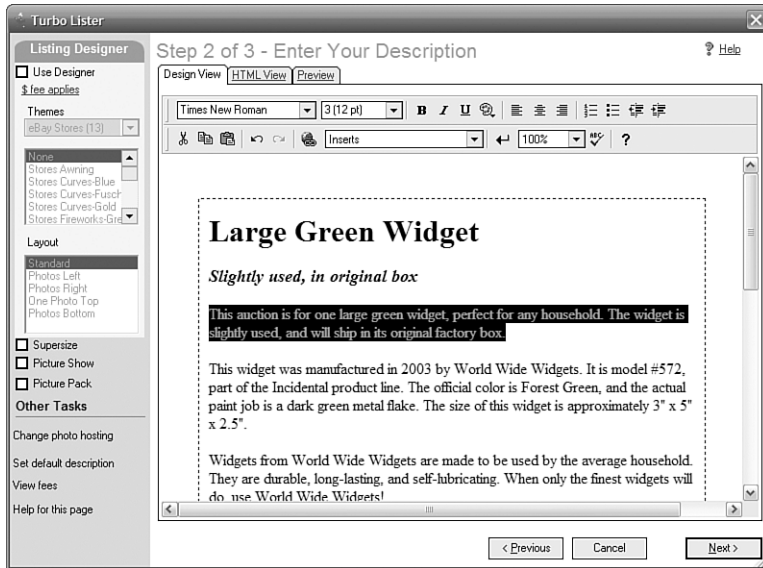 Turbo Lister
Listing Designer
Use Designer
$ fee applies
Themes
eBay Stores (13)
None
Stores Awning
Stores Curves-Blue
Stores Curves-Fusch
Stores Curves-Gold
Stores Fireworks-Gre
Layout
Standard
Photos Left
Photos Right
One Photo Top
Photos Bottom
Supersize
Picture Show
Picture Pack
Other Tasks
Change photo hosting
Set default description
View fees
Help for this page
Step 2 of 3 - Enter Your Description
Help
Design View HTML View Preview
Times New Roman 3 (12 pt) B I U
Inserts 100% ABC ?
Large Green Widget
Slightly used, in original box
This auction is for one large green widget, perfect for any household. The widget is
slightly used, and will ship in its original factory box.
This widget was manufactured in 2003 by World Wide Widgets. It is model #572,
part of the Incidental product line. The official color is Forest Green, and the actual
paint job is a dark green metal flake. The size of this widget is approximately 3" x 5"
x 2.5".
Widgets from World Wide Widgets are made to be used by the average household.
They are durable, long-lasting, and self-lubricating. When only the finest widgets will
do, use World Wide Widgets!
< Previous Cancel Next >